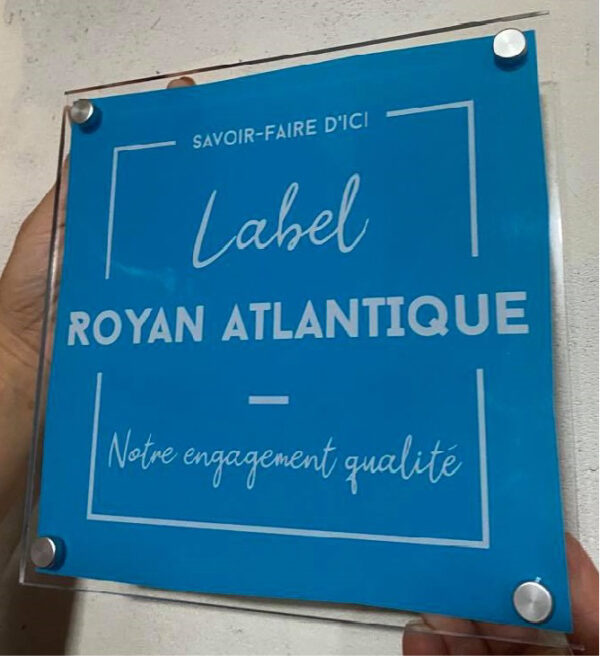 SAVOIR-FAIRE D'ICI
Label
ROYAN ATLANTIQUE
Notre engagement qualité